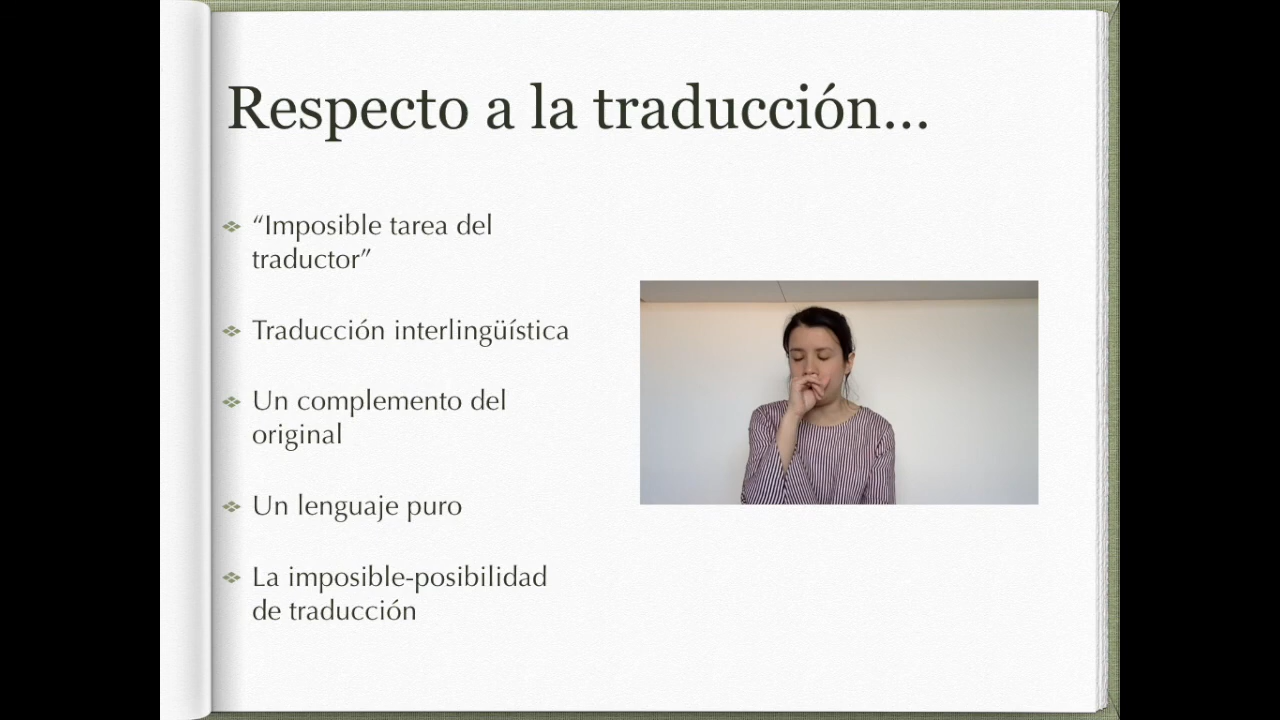 Respecto a la traducción...
“Imposible tarea del
traductor”
Traducción interlingüística
Un complemento del
original
Un lenguaje puro
La imposible-posibilidad
de traducción